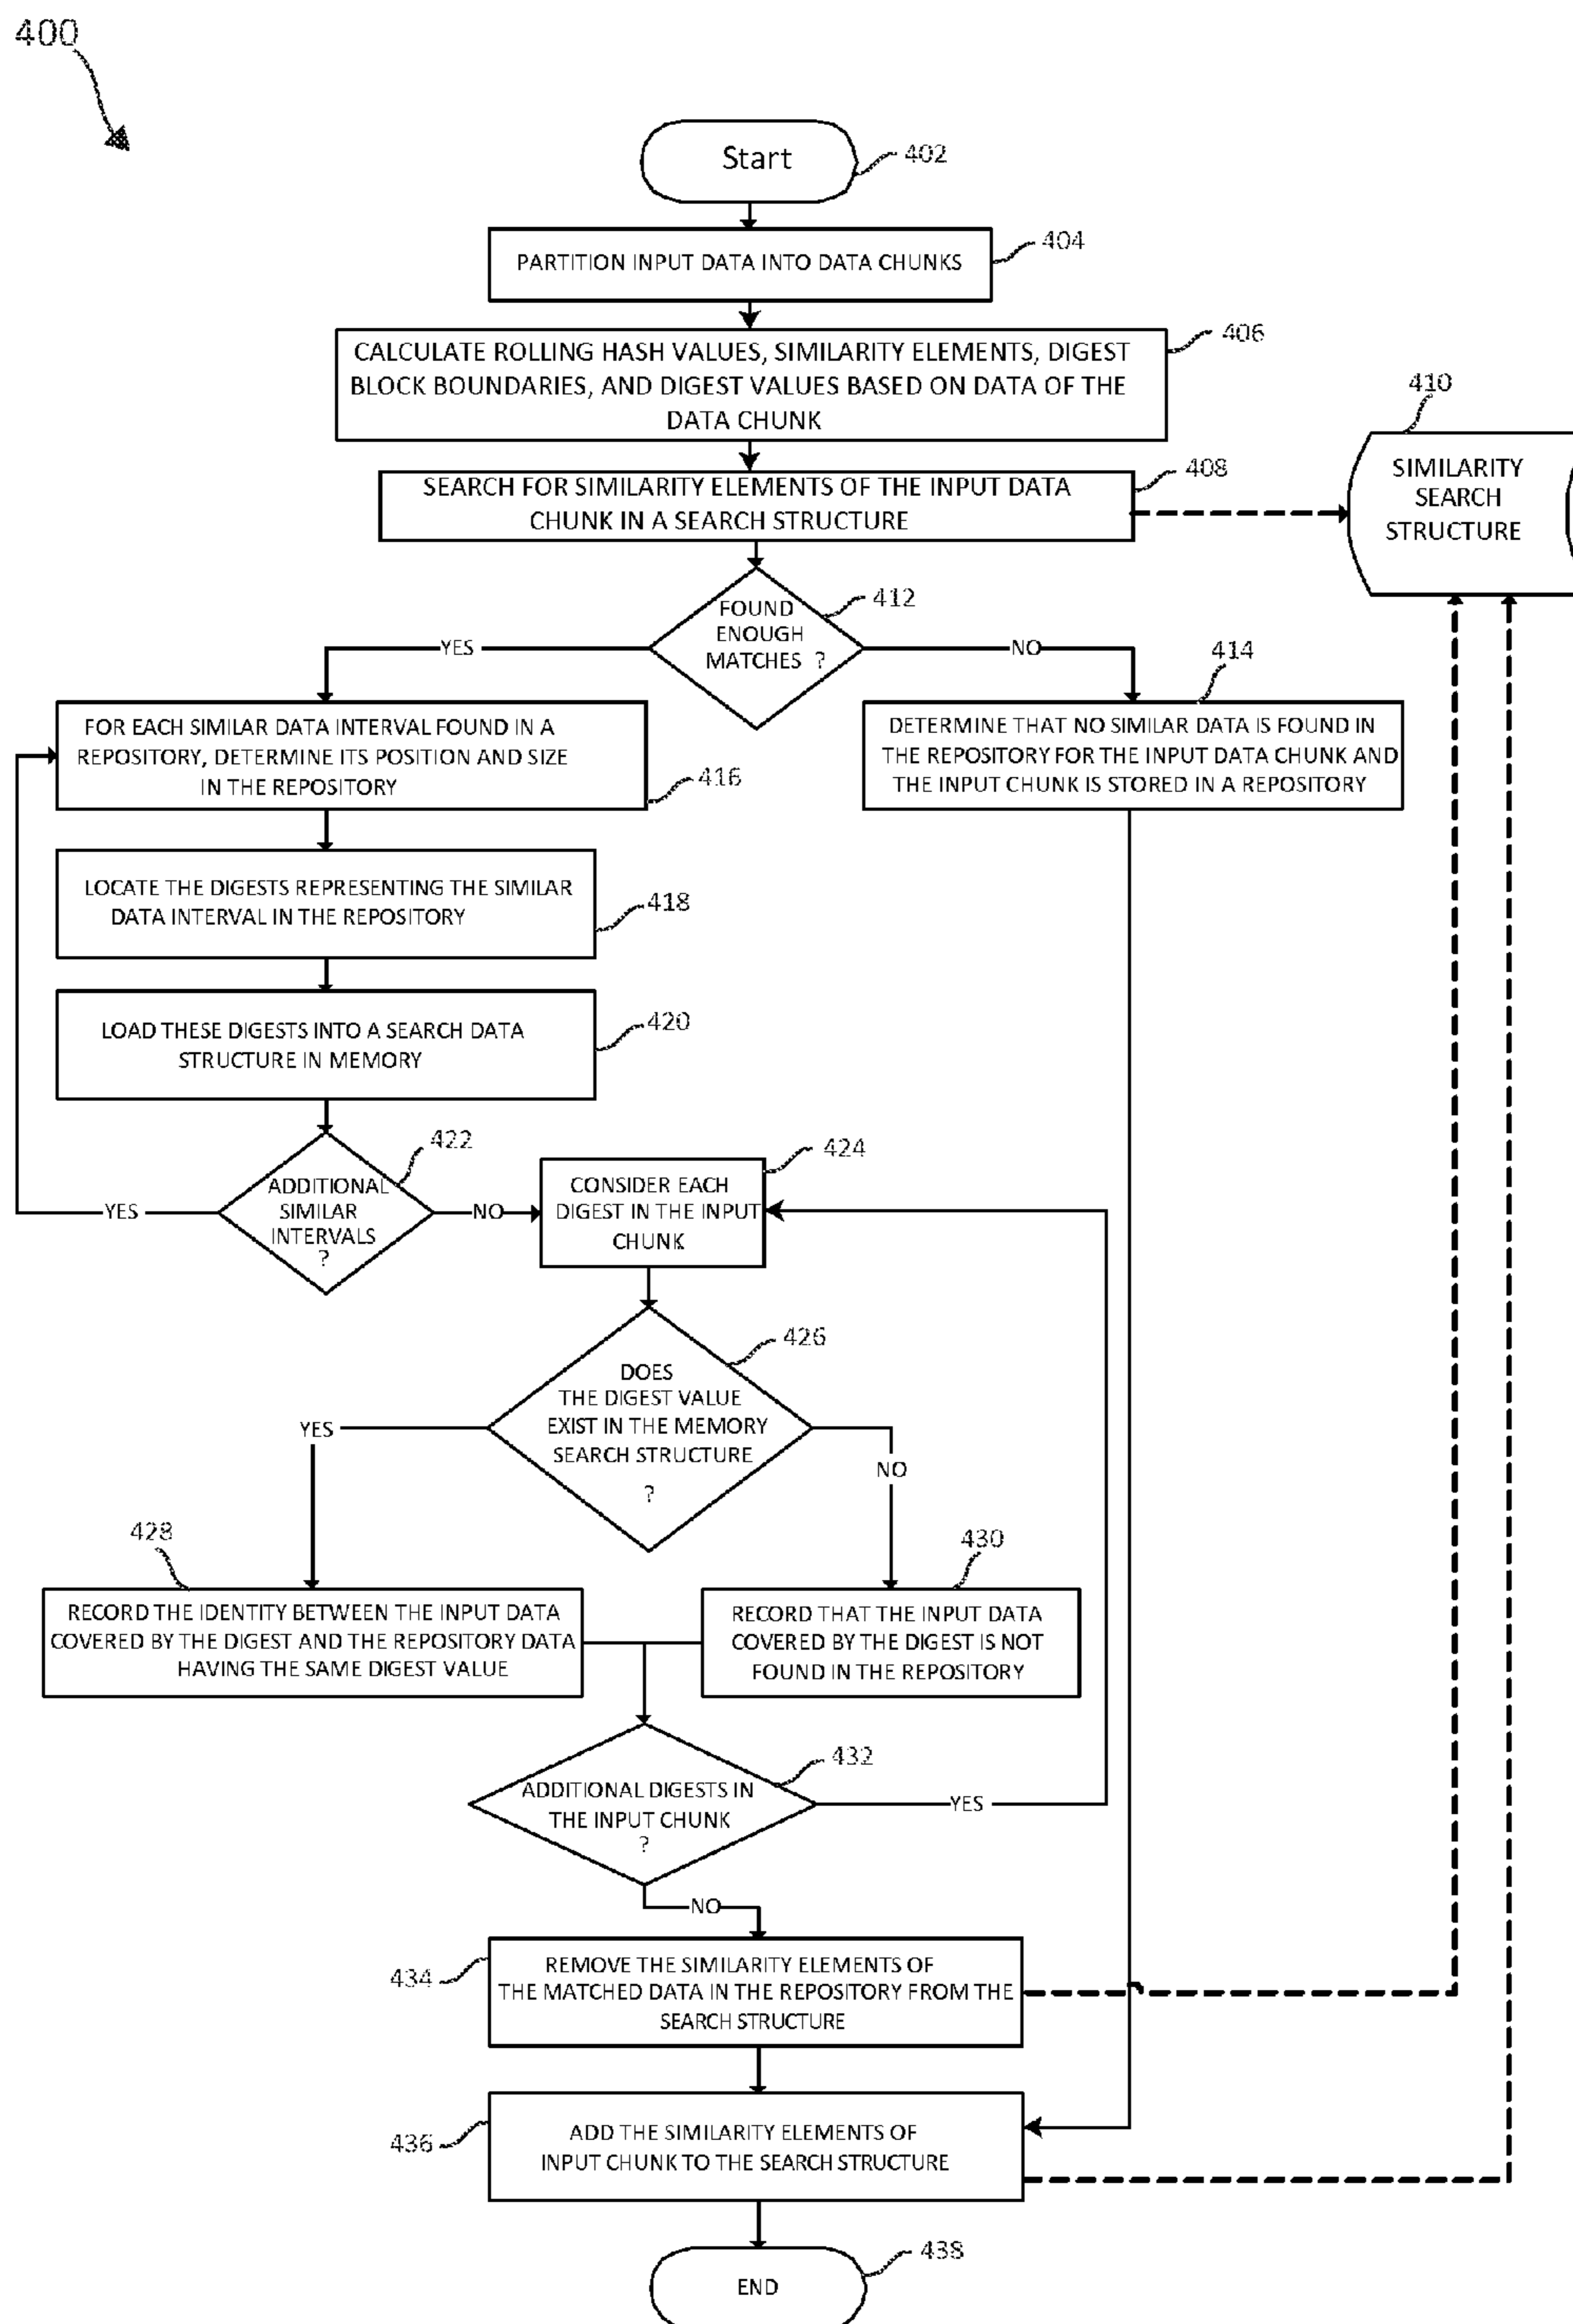 400
Start
402
PARTITION INPUT DATA INTO DATA CHUNKS
404
CALCULATE ROLLING HASH VALUES, SIMILARITY ELEMENTS, DIGEST
BLOCK BOUNDARIES, AND DIGEST VALUES BASED ON DATA OF THE
DATA CHUNK
406
SEARCH FOR SIMILARITY ELEMENTS OF THE INPUT DATA
CHUNK IN A SEARCH STRUCTURE
408
410
SIMILARITY
SEARCH
STRUCTURE
FOUND
ENOUGH
MATCHES ?
412
YES
NO
414
FOR EACH SIMILAR DATA INTERVAL FOUND IN A
REPOSITORY, DETERMINE ITS POSITION AND SIZE
IN THE REPOSITORY
416
DETERMINE THAT NO SIMILAR DATA IS FOUND IN
THE REPOSITORY FOR THE INPUT DATA CHUNK AND
THE INPUT CHUNK IS STORED IN A REPOSITORY
LOCATE THE DIGESTS REPRESENTING THE SIMILAR
DATA INTERVAL IN THE REPOSITORY
418
LOAD THESE DIGESTS INTO A SEARCH DATA
STRUCTURE IN MEMORY
420
ADDITIONAL
SIMILAR
INTERVALS
?
422
YES
NO
CONSIDER EACH
DIGEST IN THE INPUT
CHUNK
424
DOES
THE DIGEST VALUE
EXIST IN THE MEMORY
SEARCH STRUCTURE
?
426
YES
NO
428
RECORD THE IDENTITY BETWEEN THE INPUT DATA
COVERED BY THE DIGEST AND THE REPOSITORY DATA
HAVING THE SAME DIGEST VALUE
430
RECORD THAT THE INPUT DATA
COVERED BY THE DIGEST IS NOT
FOUND IN THE REPOSITORY
ADDITIONAL DIGESTS IN
THE INPUT CHUNK
?
432
YES
NO
434
REMOVE THE SIMILARITY ELEMENTS OF
THE MATCHED DATA IN THE REPOSITORY FROM THE
SEARCH STRUCTURE
436
ADD THE SIMILARITY ELEMENTS OF
INPUT CHUNK TO THE SEARCH STRUCTURE
END
438